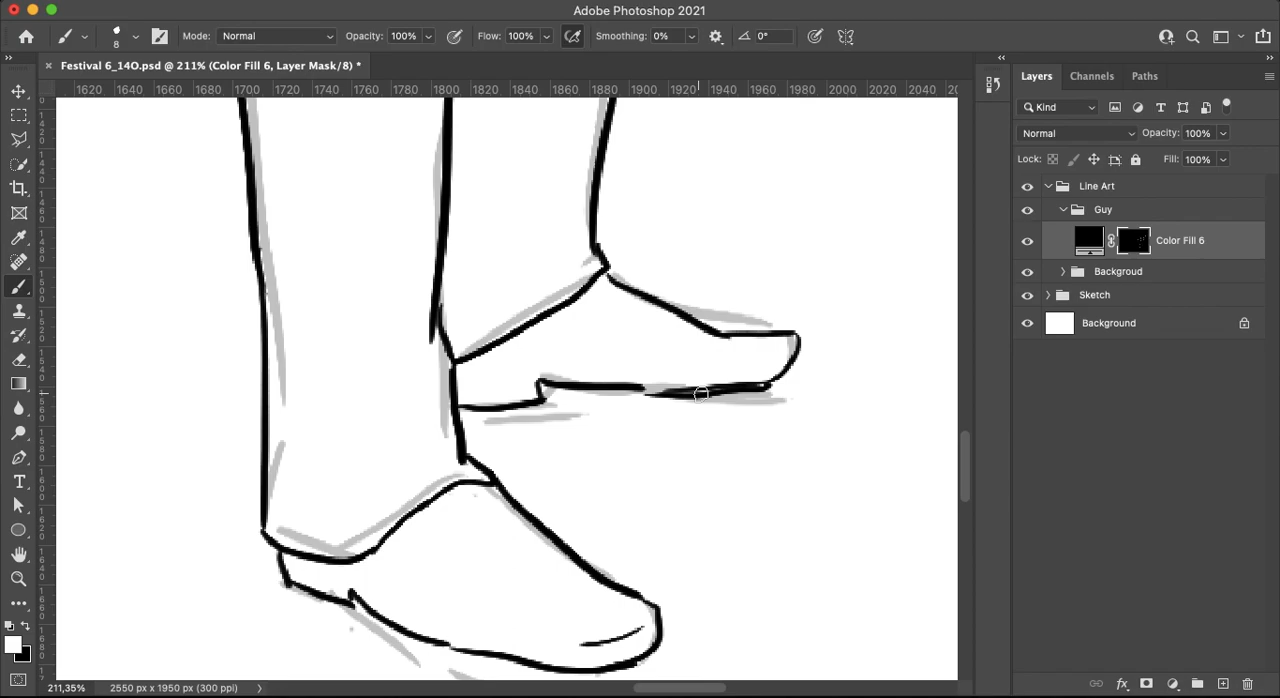 Adobe Photoshop 2021
8 Mode: Normal Opacity: 100% Flow: 100% Smoothing: 0% 0°
Festival 6_14O.psd @ 211% (Color Fill 6, Layer Mask/8) *
1620 1640 1660 1680 1700 1720 1740 1760 1780 1800 1820 1840 1860 1880 1900 1920 1940 1960 1980 2000 2020 2040
Layers Channels Paths
Kind
Normal Opacity: 100%
Lock: Fill: 100%
Line Art
Guy
Color Fill 6
Backgroud
Sketch
Background
211,35% 2550 px x 1950 px (300 ppi)